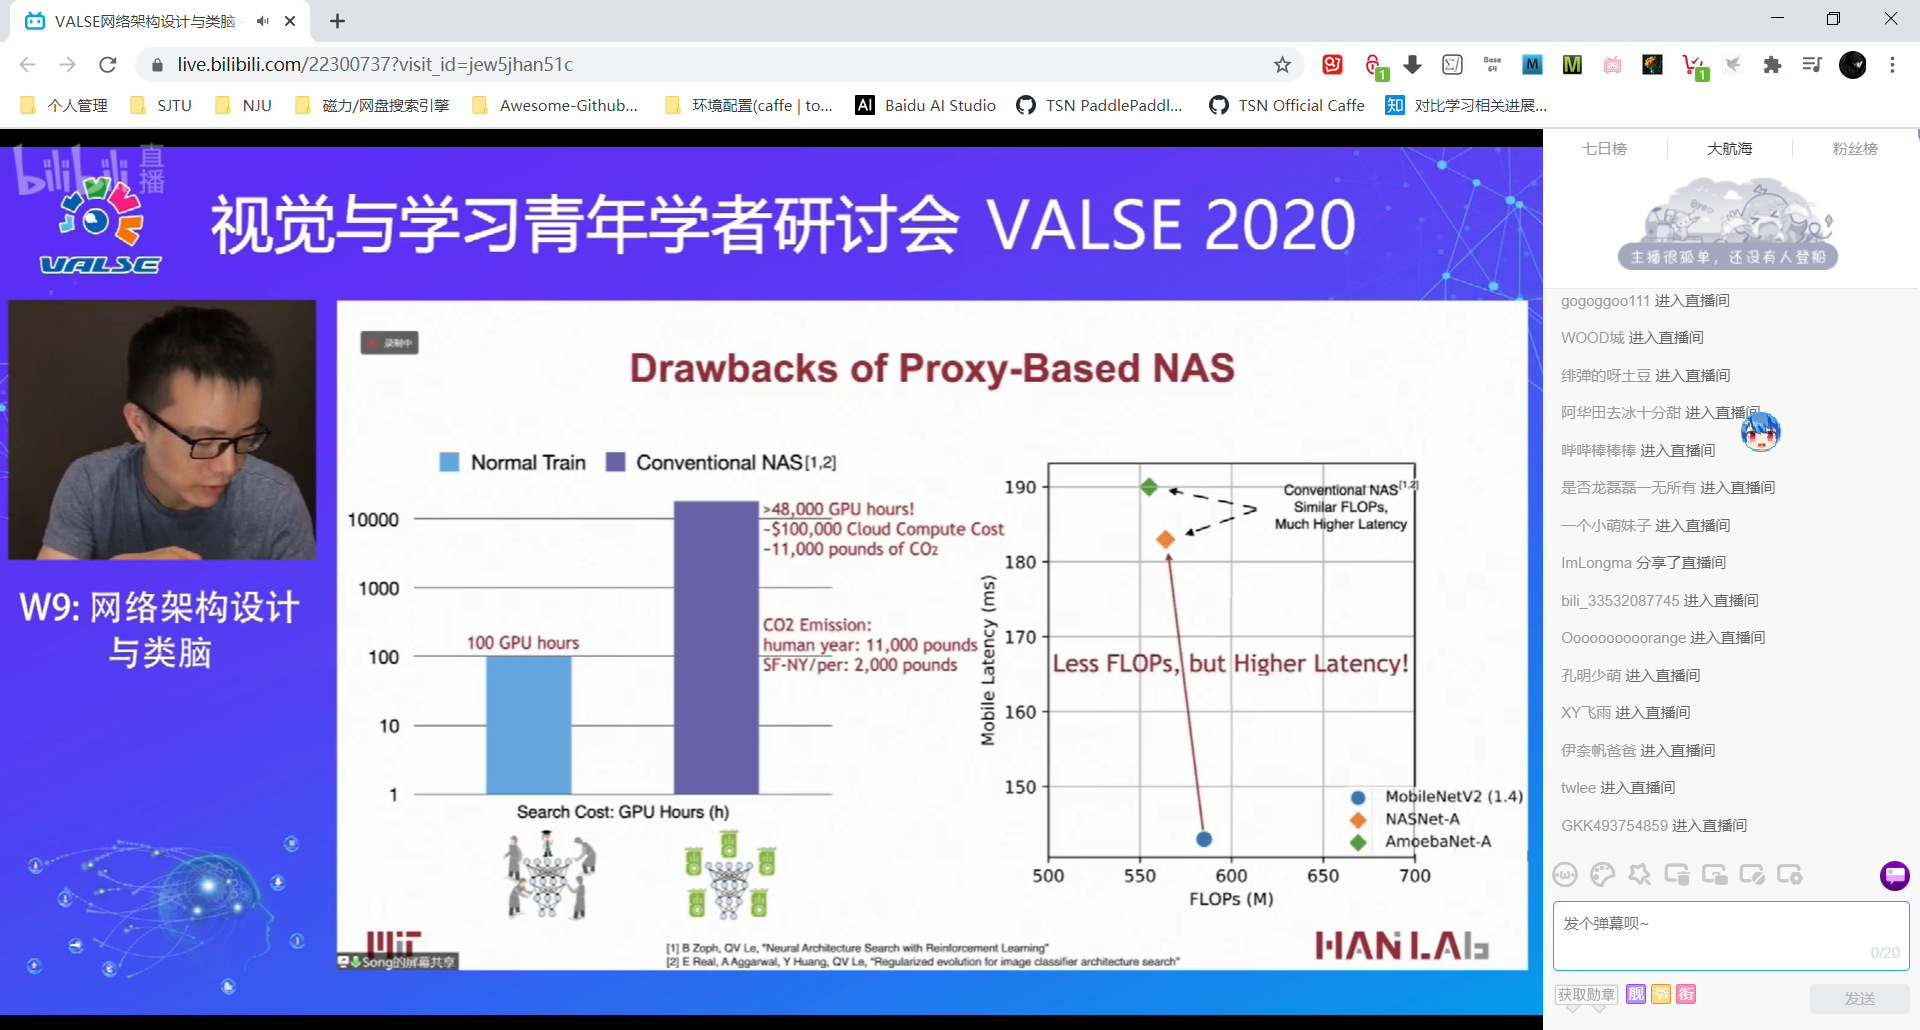 VALSE网络架构设计与类脑
live.bilibili.com/22300737?visit_id=jew5jhan51c
1
Base 64
M
M
1
个人管理
SJTU
NJU
磁力/网盘搜索引擎
Awesome-Github...
环境配置(caffe | to...
AI Baidu AI Studio
TSN PaddlePaddl...
TSN Official Caffe
知 对比学习相关进展...
bilibili 直播
VALSE
视觉与学习青年学者研讨会 VALSE 2020
W9: 网络架构设计
与类脑
录制中
Drawbacks of Proxy-Based NAS
Normal Train
Conventional NAS[1,2]
10000
1000
100
10
1
100 GPU hours
>48,000 GPU hours!
~$100,000 Cloud Compute Cost
~11,000 pounds of CO₂
CO2 Emission:
human year: 11,000 pounds
SF-NY/per: 2,000 pounds
Search Cost: GPU Hours (h)
Mobile Latency (ms)
190
180
170
160
150
Conventional NAS[1,2]
Similar FLOPs,
Much Higher Latency
Less FLOPs, but Higher Latency!
MobileNetV2 (1.4)
NASNet-A
AmoebaNet-A
500
550
600
650
700
FLOPs (M)
MIT
Song的屏幕共享
[1] B Zoph, QV Le, "Neural Architecture Search with Reinforcement Learning"
[2] E Real, A Aggarwal, Y Huang, QV Le, "Regularized evolution for image classifier architecture search"
HAN LAb
七日榜
大航海
粉丝榜
主播很孤单，还没有人登船
gogoggoo111 进入直播间
WOOD城 进入直播间
绯弹的呀土豆 进入直播间
阿华田去冰十分甜 进入直播间
哔哔棒棒棒 进入直播间
是否龙磊磊一无所有 进入直播间
一个小萌妹子 进入直播间
ImLongma 分享了直播间
bili_33532087745 进入直播间
Oooooooooorange 进入直播间
孔明少萌 进入直播间
XY飞雨 进入直播间
伊奈帆爸爸 进入直播间
twlee 进入直播间
GKK493754859 进入直播间
发个弹幕呗~
0/20
获取勋章
舰
爷
衔
发送